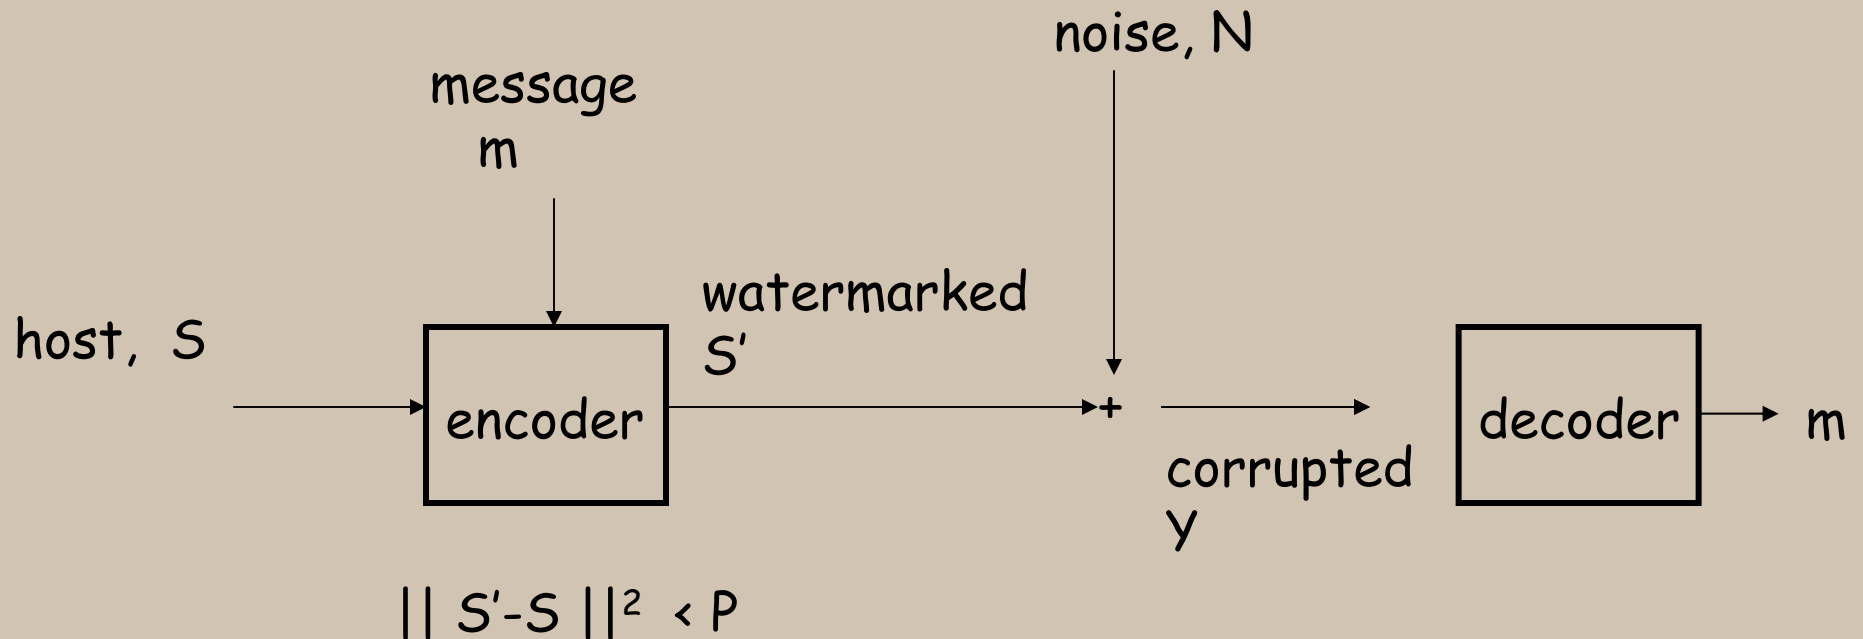 noise, N
message
m
watermarked
S'
host, S
encoder
+
decoder
m
corrupted
Y
|| S'-S ||² < P